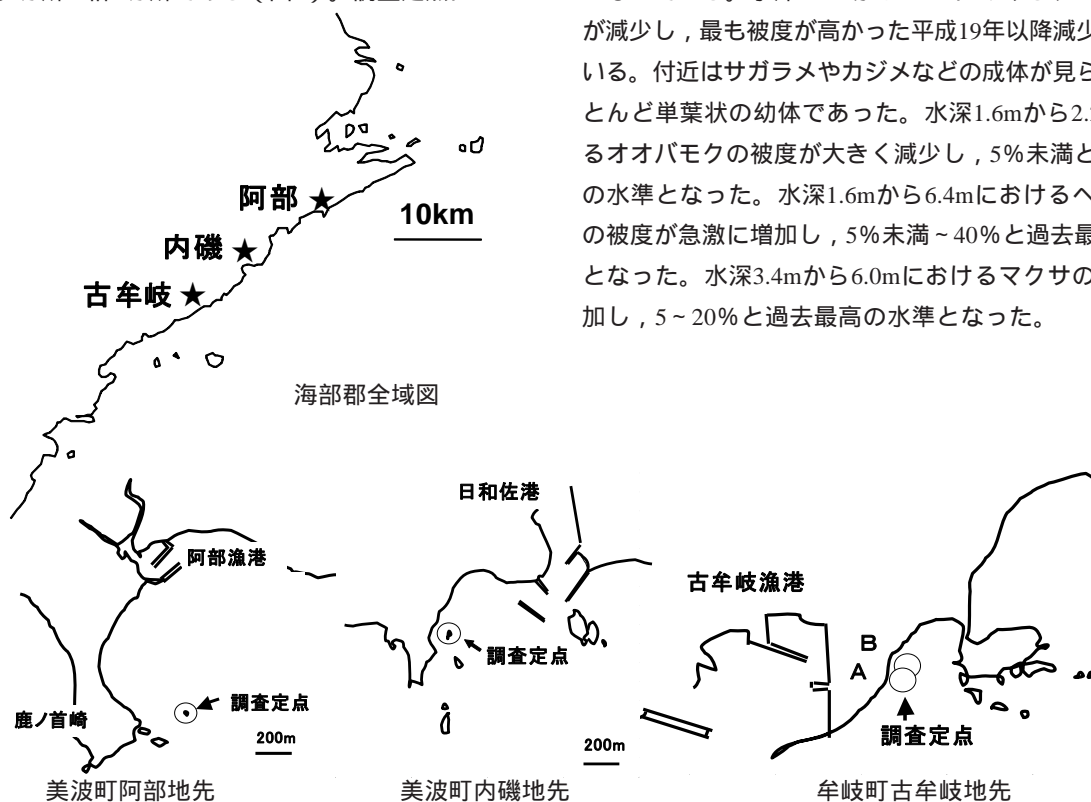 が減少し，最も被度が高かった平成19年以降減少
いる。付近はサガラメやカジメなどの成体が見ら
とんど単葉状の幼体であった。水深1.6mから2.
るオオバモクの被度が大きく減少し，5%未満と
の水準となった。水深1.6mから6.4mにおけるヘ
の被度が急激に増加し，5%未満～40%と過去最
となった。水深3.4mから6.0mにおけるマクサの
加し，5～20%と過去最高の水準となった。
阿部
10km
内磯
古牟岐
海部郡全域図
阿部漁港
鹿ノ首崎
調査定点
200m
美波町阿部地先
日和佐港
調査定点
200m
美波町内磯地先
古牟岐漁港
B
A
調査定点
牟岐町古牟岐地先